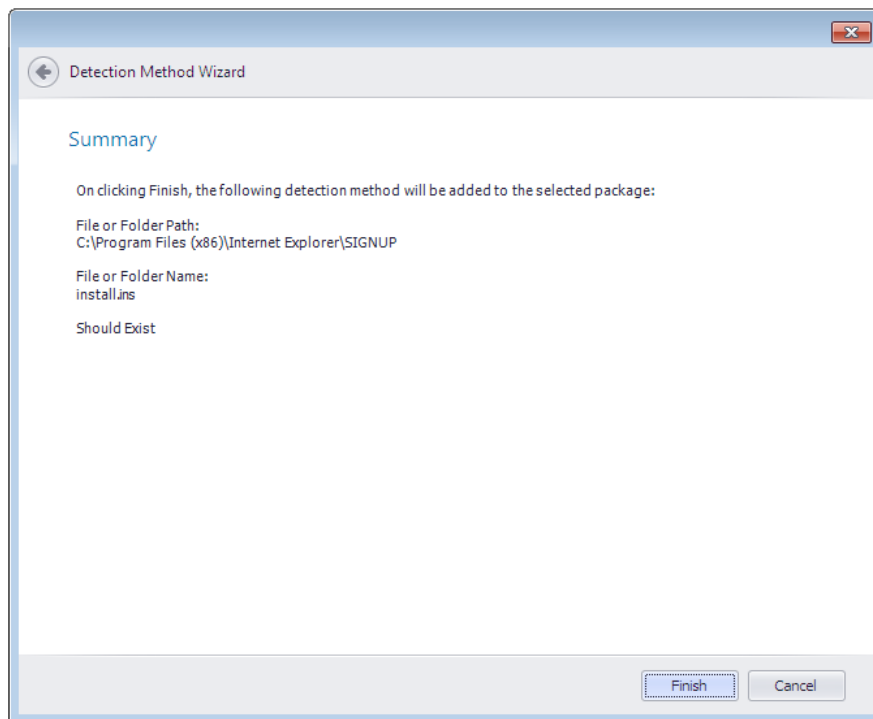 Detection Method Wizard
Summary
On clicking Finish, the following detection method will be added to the selected package:
File or Folder Path:
C:\Program Files (x86)\Internet Explorer\SIGNUP
File or Folder Name:
install.ins
Should Exist
Finish
Cancel